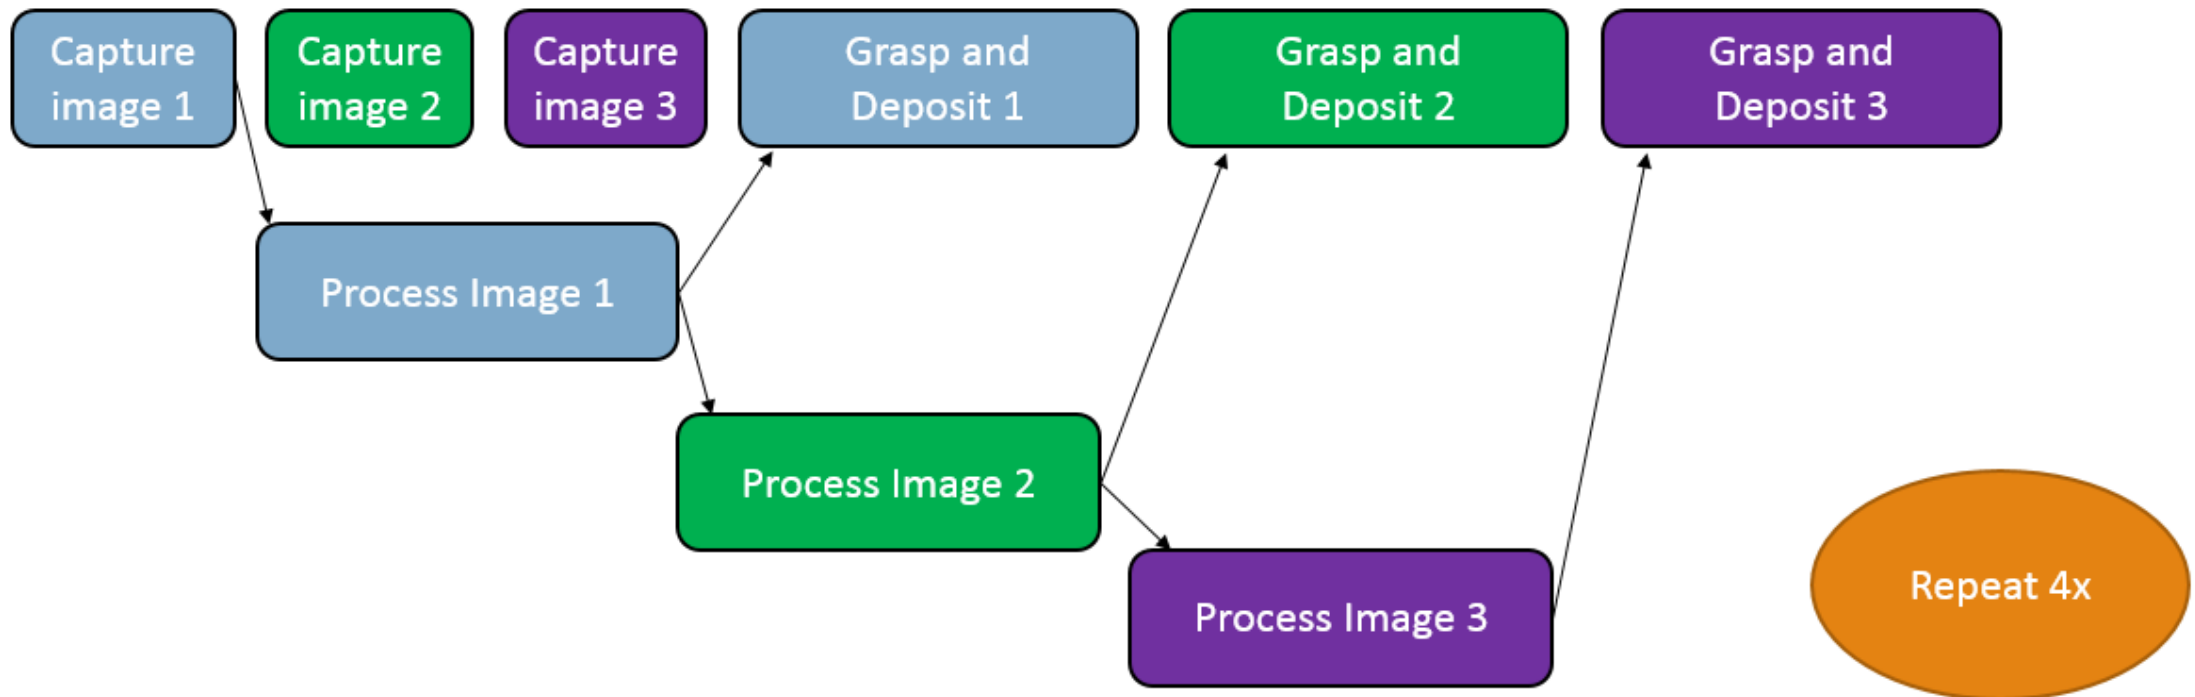 Capture
image 1
Capture
image 2
Capture
image 3
Grasp and
Deposit 1
Grasp and
Deposit 2
Grasp and
Deposit 3
Process Image 1
Process Image 2
Process Image 3
Repeat 4x